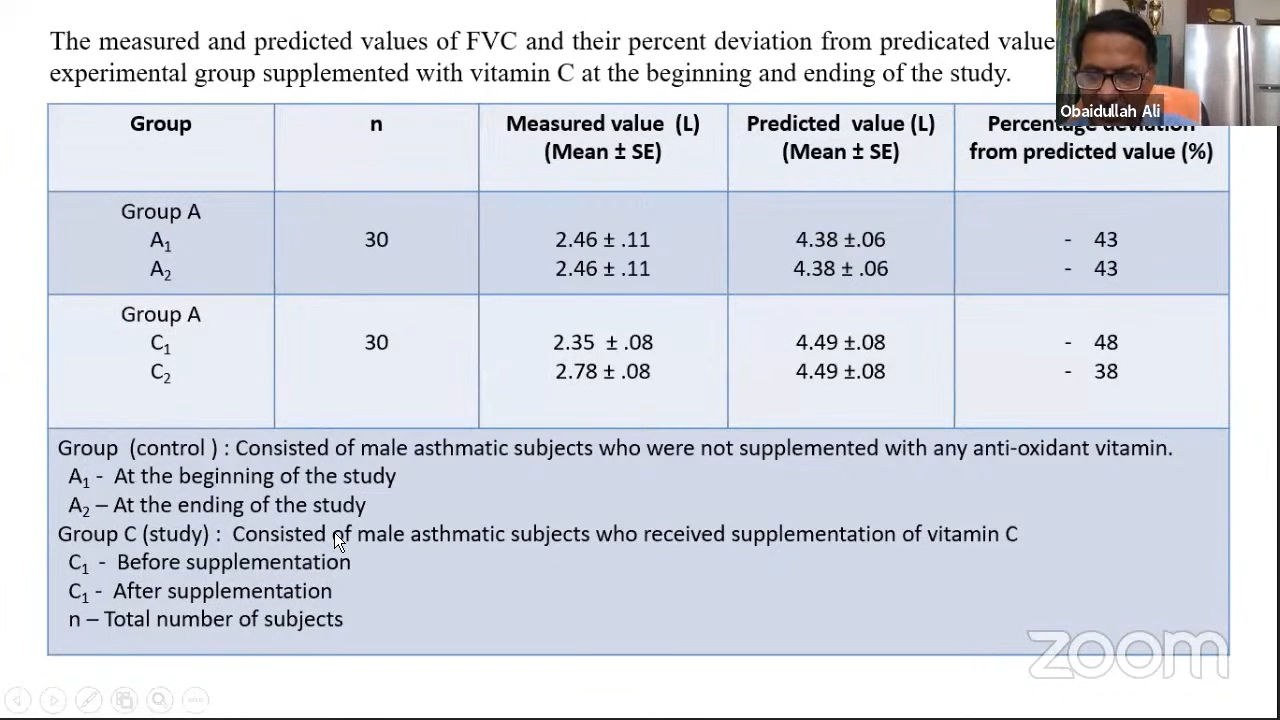 The measured and predicted values of FVC and their percent deviation from predicated value
experimental group supplemented with vitamin C at the beginning and ending of the study.
Obaidullah Ali
Group n Measured value (L) Predicted value (L) Percentage deviation
(Mean ± SE) (Mean ± SE) from predicted value (%)
Group A
A₁ 30 2.46 ± .11 4.38 ±.06 - 43
A₂ 2.46 ± .11 4.38 ± .06 - 43
Group A
C₁ 30 2.35 ± .08 4.49 ±.08 - 48
C₂ 2.78 ± .08 4.49 ±.08 - 38
Group (control ) : Consisted of male asthmatic subjects who were not supplemented with any anti-oxidant vitamin.
A₁ - At the beginning of the study
A₂ – At the ending of the study
Group C (study) : Consisted of male asthmatic subjects who received supplementation of vitamin C
C₁ - Before supplementation
C₁ - After supplementation
n – Total number of subjects
zoom